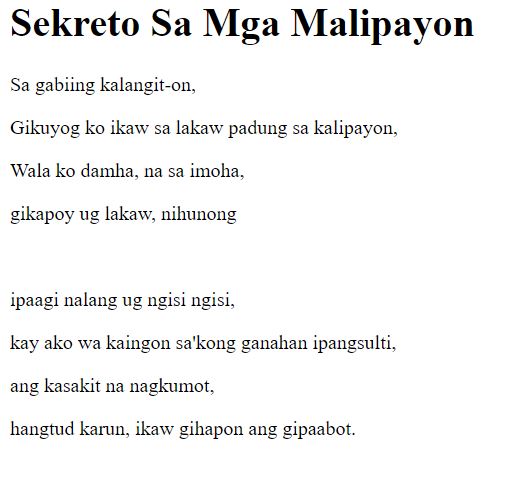 Sekreto Sa Mga Malipayon
Sa gabiing kalangit-on,
Gikuyog ko ikaw sa lakaw padung sa kalipayon,
Wala ko damha, na sa imoha,
gikapoy ug lakaw, nihunong
ipaagi nalang ug ngisi ngisi,
kay ako wa kaingon sa'kong ganahan ipangsulti,
ang kasakit na nagkumot,
hangtud karun, ikaw gihapon ang gipaabot.